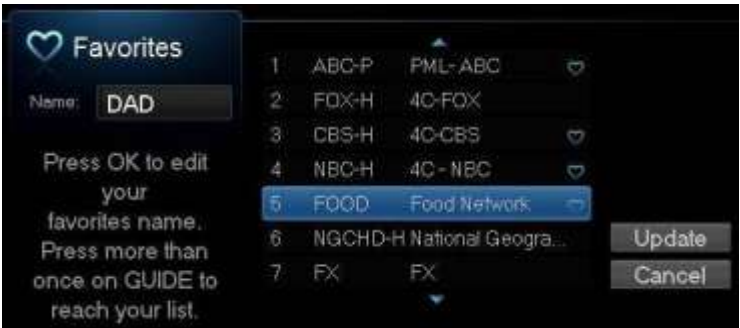 Favorites
Name: DAD
Press OK to edit
your
favorites name.
Press more than
once on GUIDE to
reach your list.
1 ABC-P PML-ABC
2 FOX-H 4C-FOX
3 CBS-H 4C-CBS
4 NBC-H 4C-NBC
5 FOOD Food Network
6 NGCHD-H National Geogra...
7 FX FX
Update
Cancel